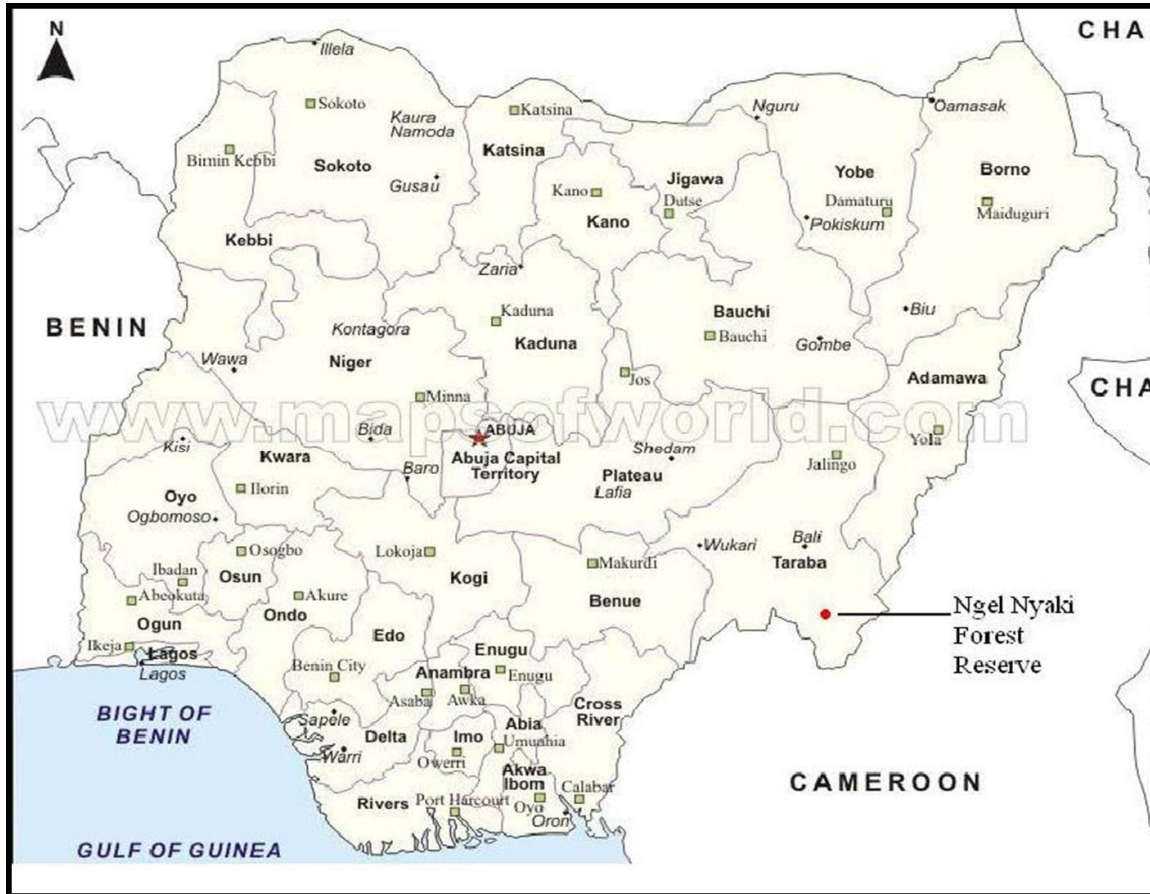 N
CHA
Illela
Oamasak
Nguru
Sokoto
Katsina
Kaura
Namoda
Birnin Kebbi
Sokoto
Katsina
Gusau
Jigawa
Yobe
Borno
Kano
Dutse
Damaturu
Maiduguri
Kano
Pokiskum
Kebbi
Zaria
BENIN
Kontagora
Kaduna
Kaduna
Bauchi
Bauchi
Biu
Gombe
Wawa
Niger
Jos
Adamawa
CHA
Minna
www.mapsofworld.com
Kisi
Bida
ABUJA
Abuja Capital
Territory
Shedam
Yola
Kwara
Baro
Plateau
Lafia
Jalingo
Oyo
Ilorin
Ogbomoso
Osogbo
Lokoja
Kogi
Makurdi
Wukari
Bali
Taraba
Ibadan
Osun
Abeokuta
Ogun
Akure
Ondo
Benue
Ngel Nyaki
Forest
Reserve
Ikeja
Lagos
Lagos
Edo
Enugu
Benin City
Anambra
Enugu
Asaba
Awka
Cross
River
BIGHT OF
BENIN
Sapele
Delta
Imo
Abia
Umuahia
Warri
Owerri
Akwa
Ibom
Calabar
CAMEROON
Rivers
Port Harcourt
Oyo
Oron
GULF OF GUINEA